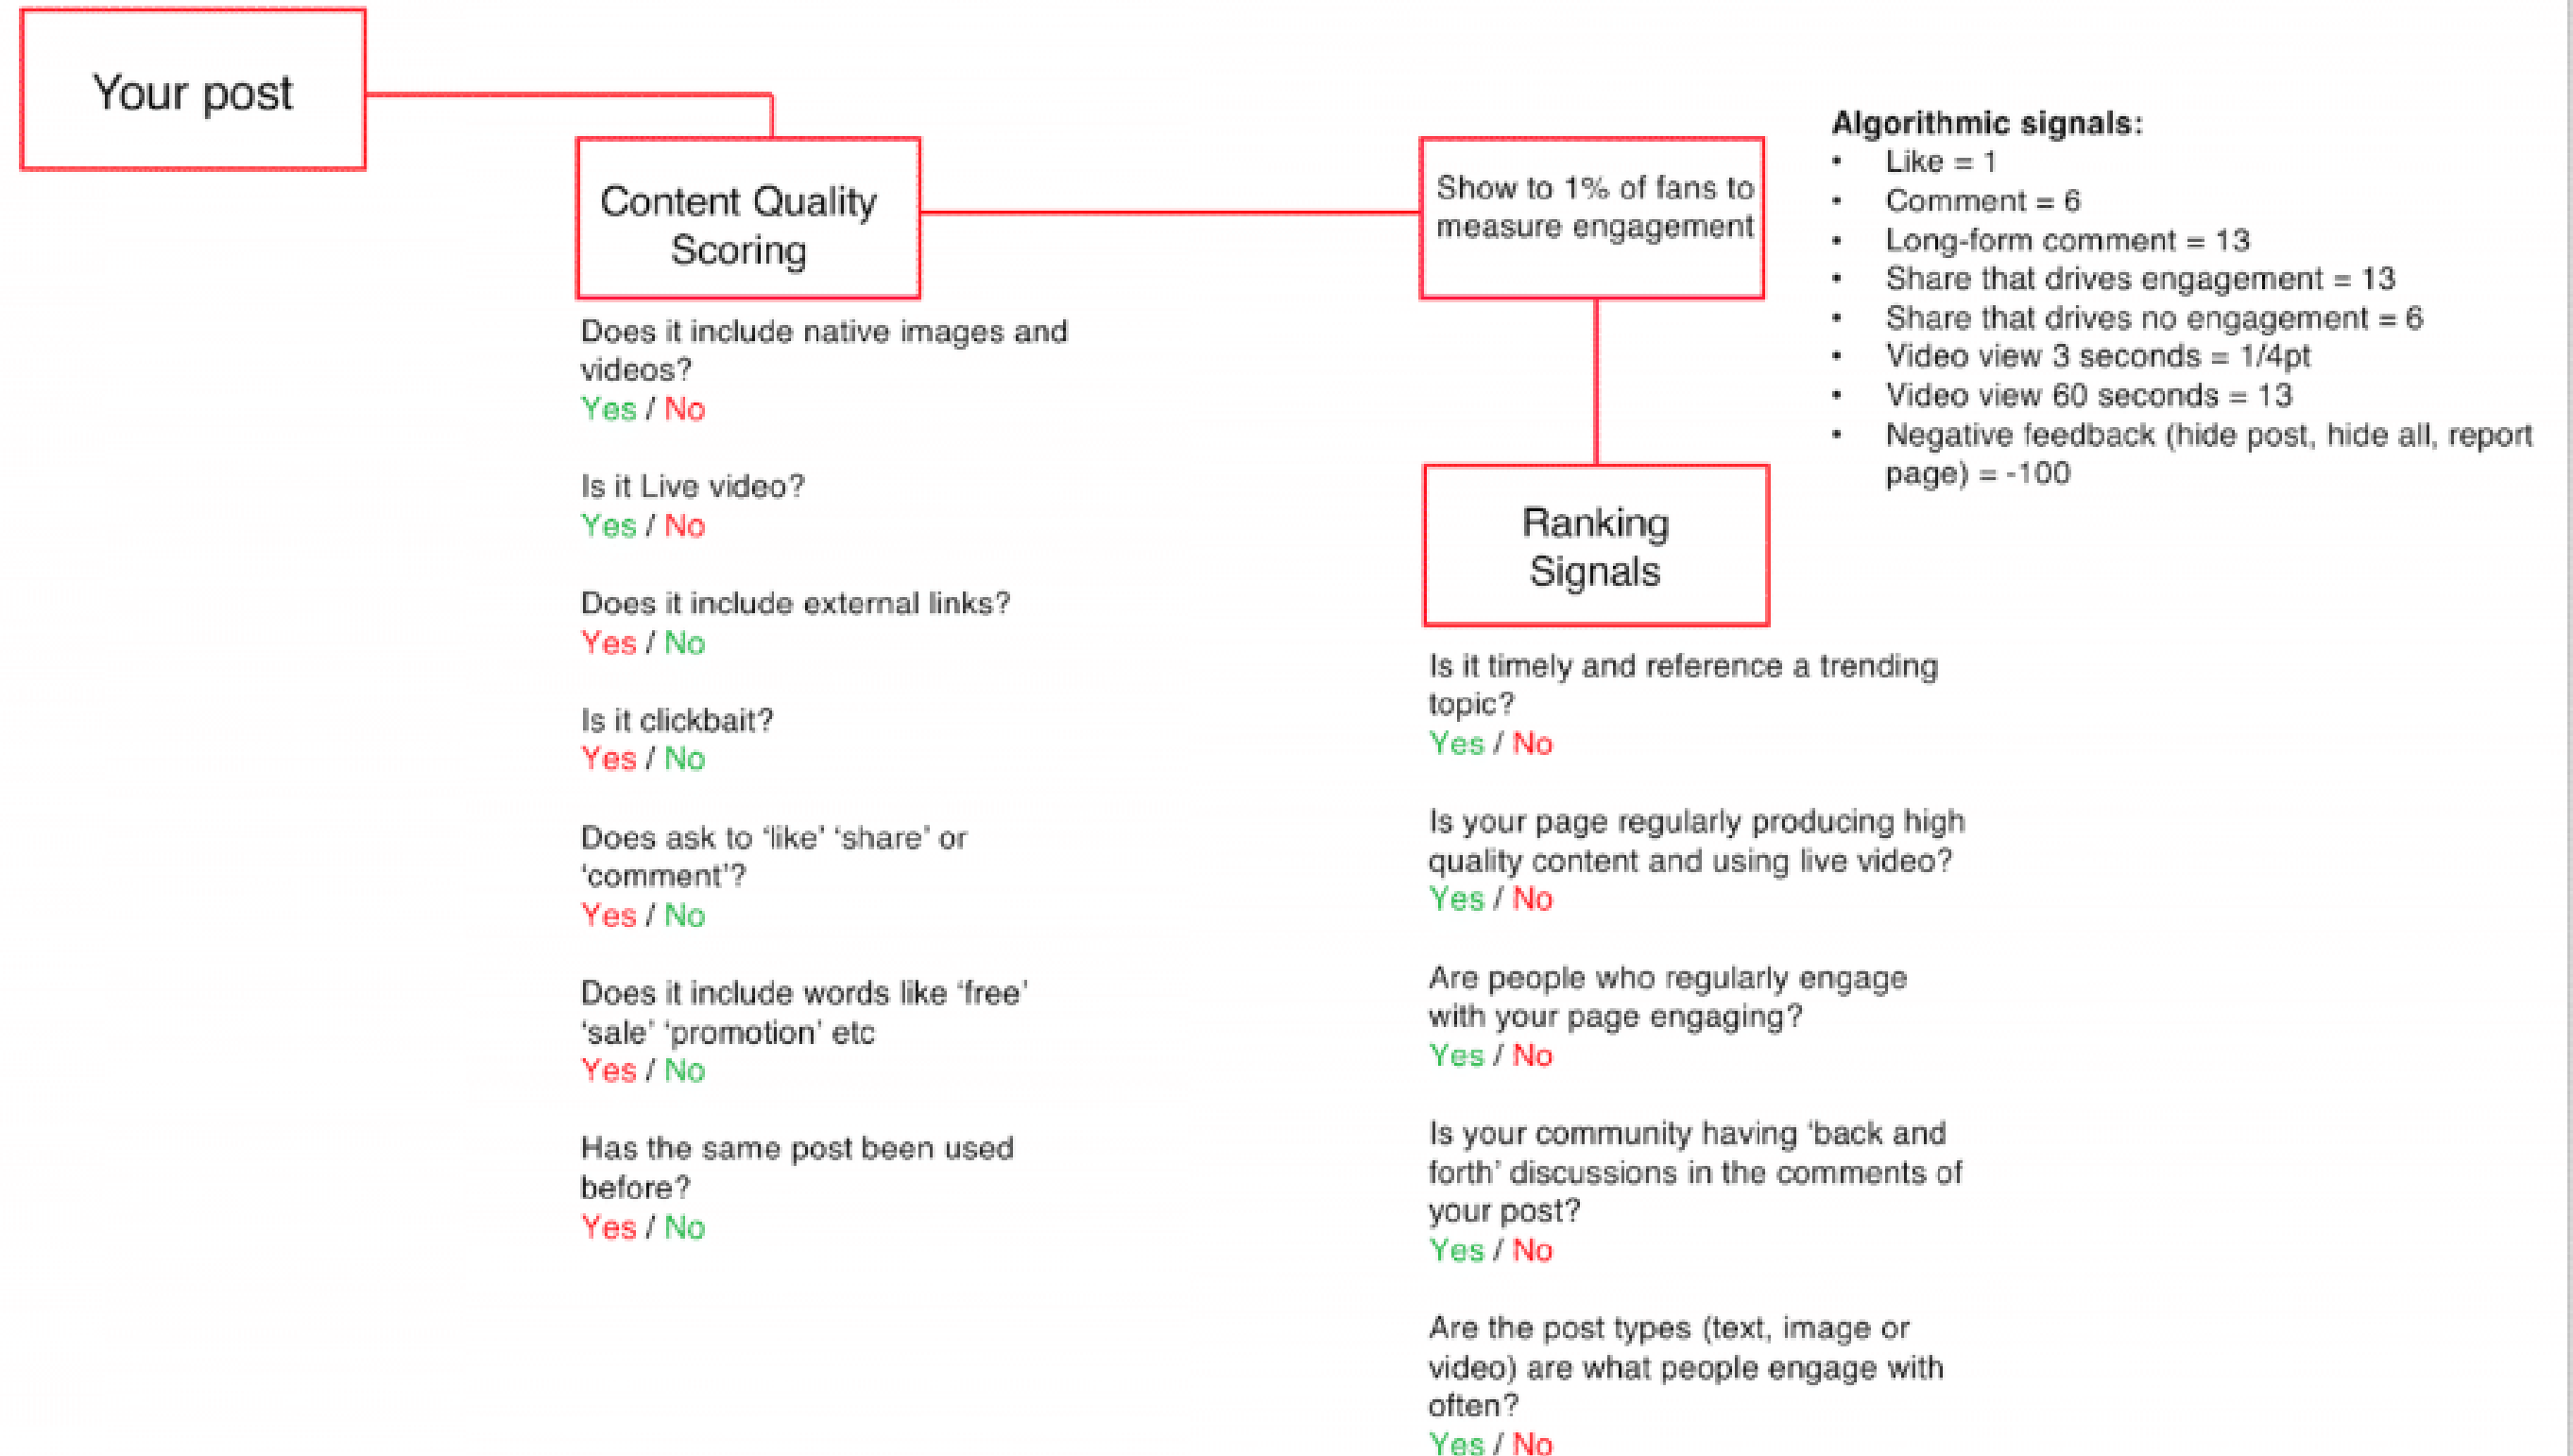 Your post
Content Quality
Scoring
Does it include native images and
videos?
Yes / No
Is it Live video?
Yes / No
Does it include external links?
Yes / No
Is it clickbait?
Yes / No
Does ask to ‘like’ ‘share’ or
‘comment’?
Yes / No
Does it include words like ‘free’
‘sale’ ‘promotion’ etc
Yes / No
Has the same post been used
before?
Yes / No
Show to 1% of fans to
measure engagement
Ranking
Signals
Is it timely and reference a trending
topic?
Yes / No
Is your page regularly producing high
quality content and using live video?
Yes / No
Are people who regularly engage
with your page engaging?
Yes / No
Is your community having ‘back and
forth’ discussions in the comments of
your post?
Yes / No
Are the post types (text, image or
video) are what people engage with
often?
Yes / No
Algorithmic signals:
• Like = 1
• Comment = 6
• Long-form comment = 13
• Share that drives engagement = 13
• Share that drives no engagement = 6
• Video view 3 seconds = 1/4pt
• Video view 60 seconds = 13
• Negative feedback (hide post, hide all, report
page) = -100